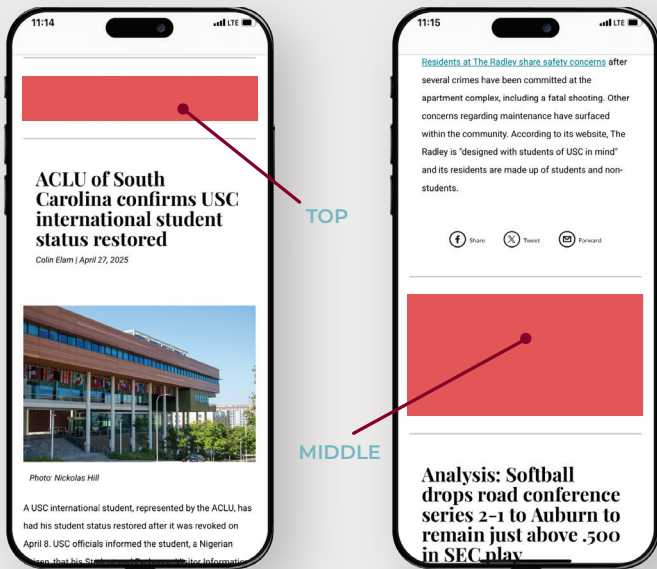 11:14
LTE
ACLU of South
Carolina confirms USC
international student
status restored
Colin Elam | April 27, 2025
Photo: Nickolas Hill
A USC international student, represented by the ACLU, has
had his student status restored after it was revoked on
April 8. USC officials informed the student, a Nigerian
that his
TOP
MIDDLE
11:15
LTE
Residents at The Radley share safety concerns after
several crimes have been committed at the
apartment complex, including a fatal shooting. Other
concerns regarding maintenance have surfaced
within the community. According to its website, The
Radley is "designed with students of USC in mind"
and its residents are made up of students and non-
students.
Share Tweet Forward
Analysis: Softball
drops road conference
series 2-1 to Auburn to
remain just above .500
in SEC play